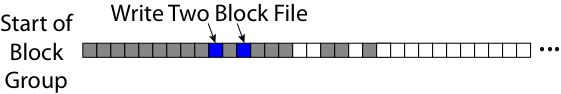 Write Two Block File
Start of
Block
Group
...